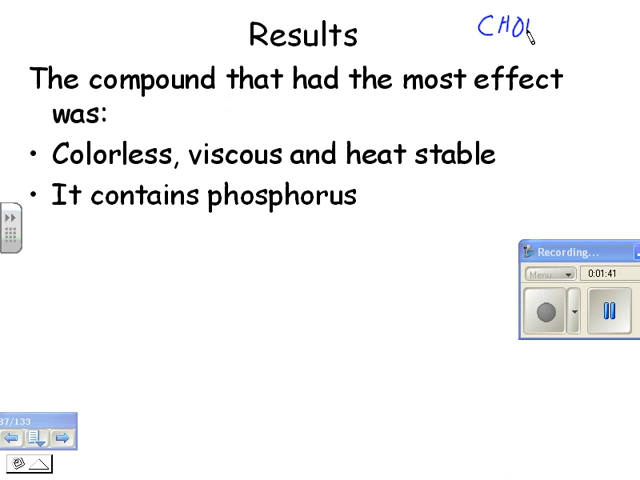 Results
CHO
The compound that had the most effect
was:
• Colorless, viscous and heat stable
• It contains phosphorus
Recording...
Menu
0:01:41
37/133